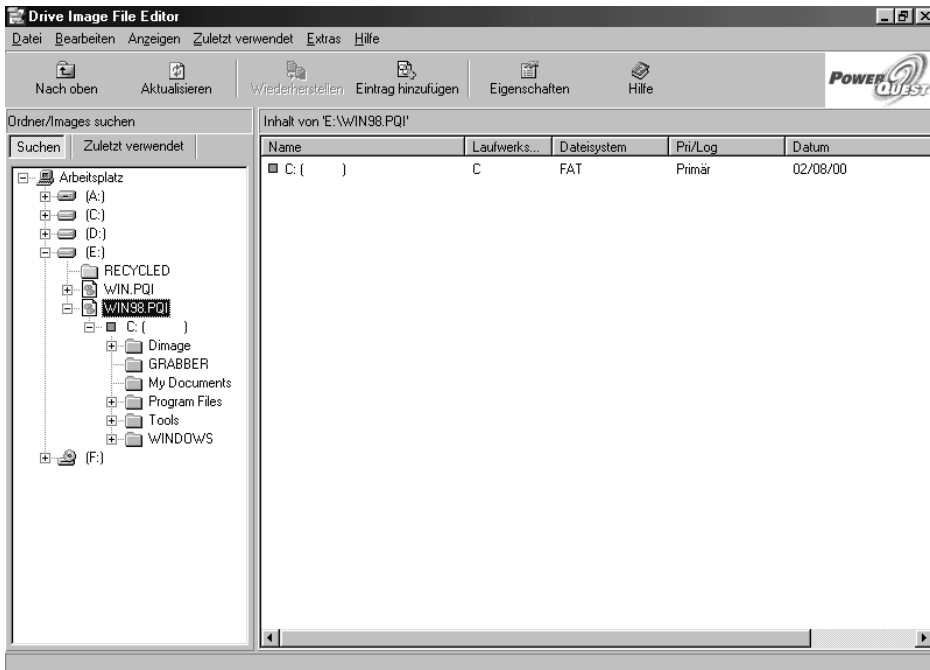 Drive Image File Editor
Datei Bearbeiten Anzeigen Zuletzt verwendet Extras Hilfe
Nach oben Aktualisieren Wiederherstellen Eintrag hinzufügen Eigenschaften Hilfe
POWERQUEST
Ordner/Images suchen
Inhalt von 'E:\WIN98.PQI'
Suchen Zuletzt verwendet
Name Laufwerks... Dateisystem Pri/Log Datum
C: ( ) C FAT Primär 02/08/00
Arbeitsplatz
(A:)
(C:)
(D:)
(E:)
RECYCLED
WIN.PQI
WIN98.PQI
C: ( )
Dimage
GRABBER
My Documents
Program Files
Tools
WINDOWS
(F:)